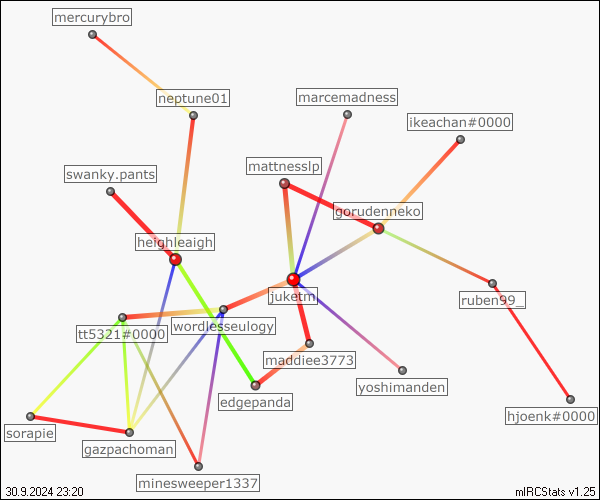 mercurybro
neptune01
marcemadness
ikeachan#0000
mattnesslp
swanky.pants
gorudenneko
heighleaigh
juketm
ruben99_
wordlesseulogy
tt5321#0000
maddiee3773
yoshimanden
edgepanda
hjoenk#0000
sorapie
gazpachoman
minesweeper1337
30.9.2024 23:20
mIRCStats v1.25